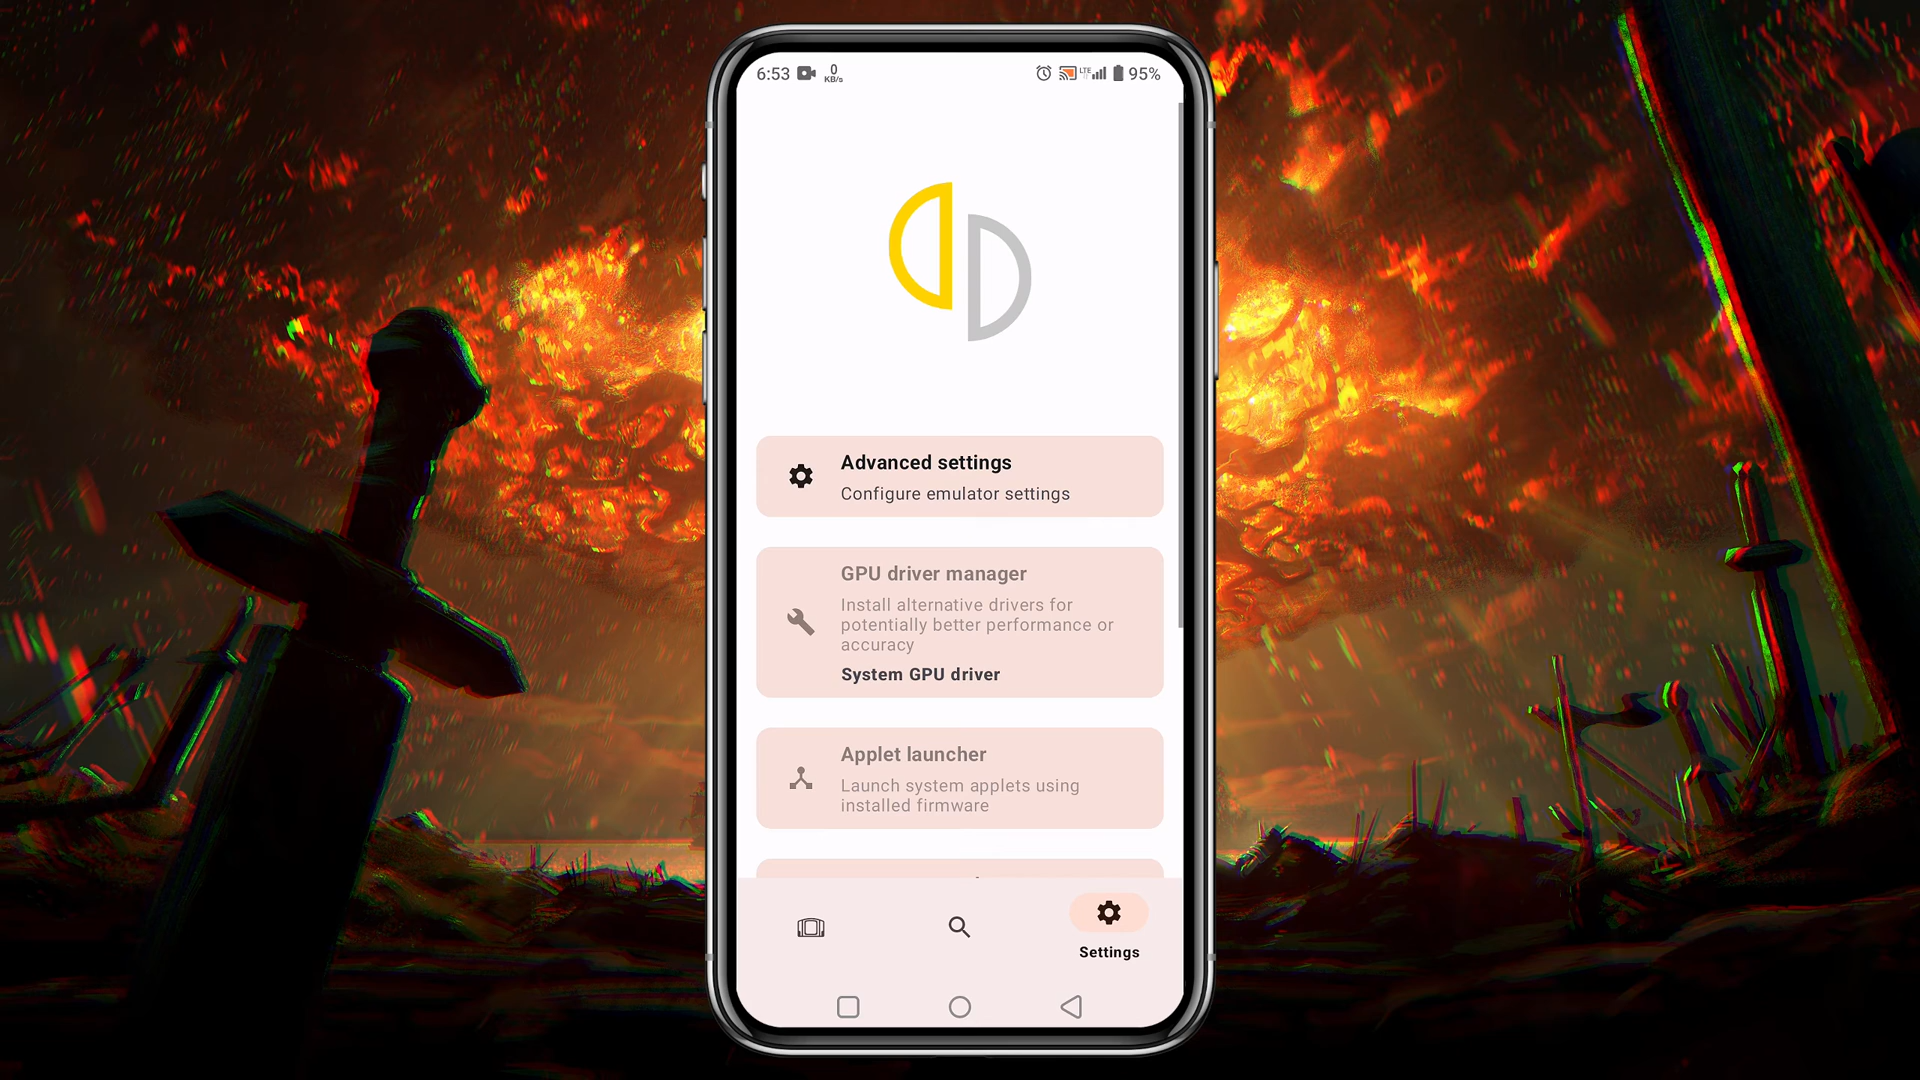 6:53 0 KB/s LTE 95%
Advanced settings
Configure emulator settings
GPU driver manager
Install alternative drivers for
potentially better performance or
accuracy
System GPU driver
Applet launcher
Launch system applets using
installed firmware
Settings